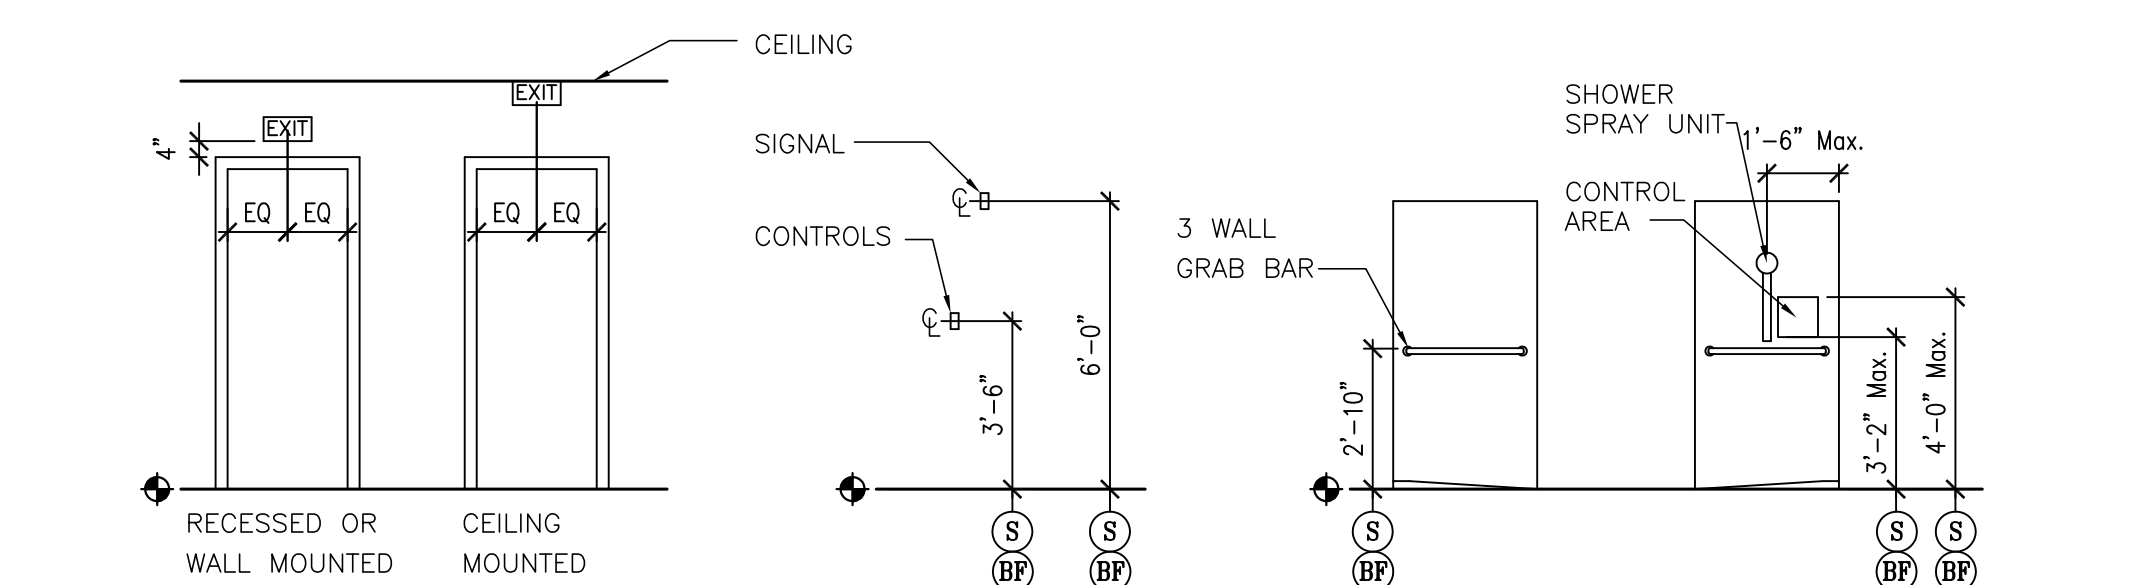 CEILING
EXIT
EXIT
4"
EQ
EQ
EQ
EQ
RECESSED OR
WALL MOUNTED
CEILING
MOUNTED
SIGNAL
℄
CONTROLS
℄
3'-6"
6'-0"
S
BF
S
BF
3 WALL
GRAB BAR
2'-10"
S
BF
SHOWER
SPRAY UNIT
1'-6" Max.
CONTROL
AREA
3'-2" Max.
4'-0" Max.
S
BF
S
BF